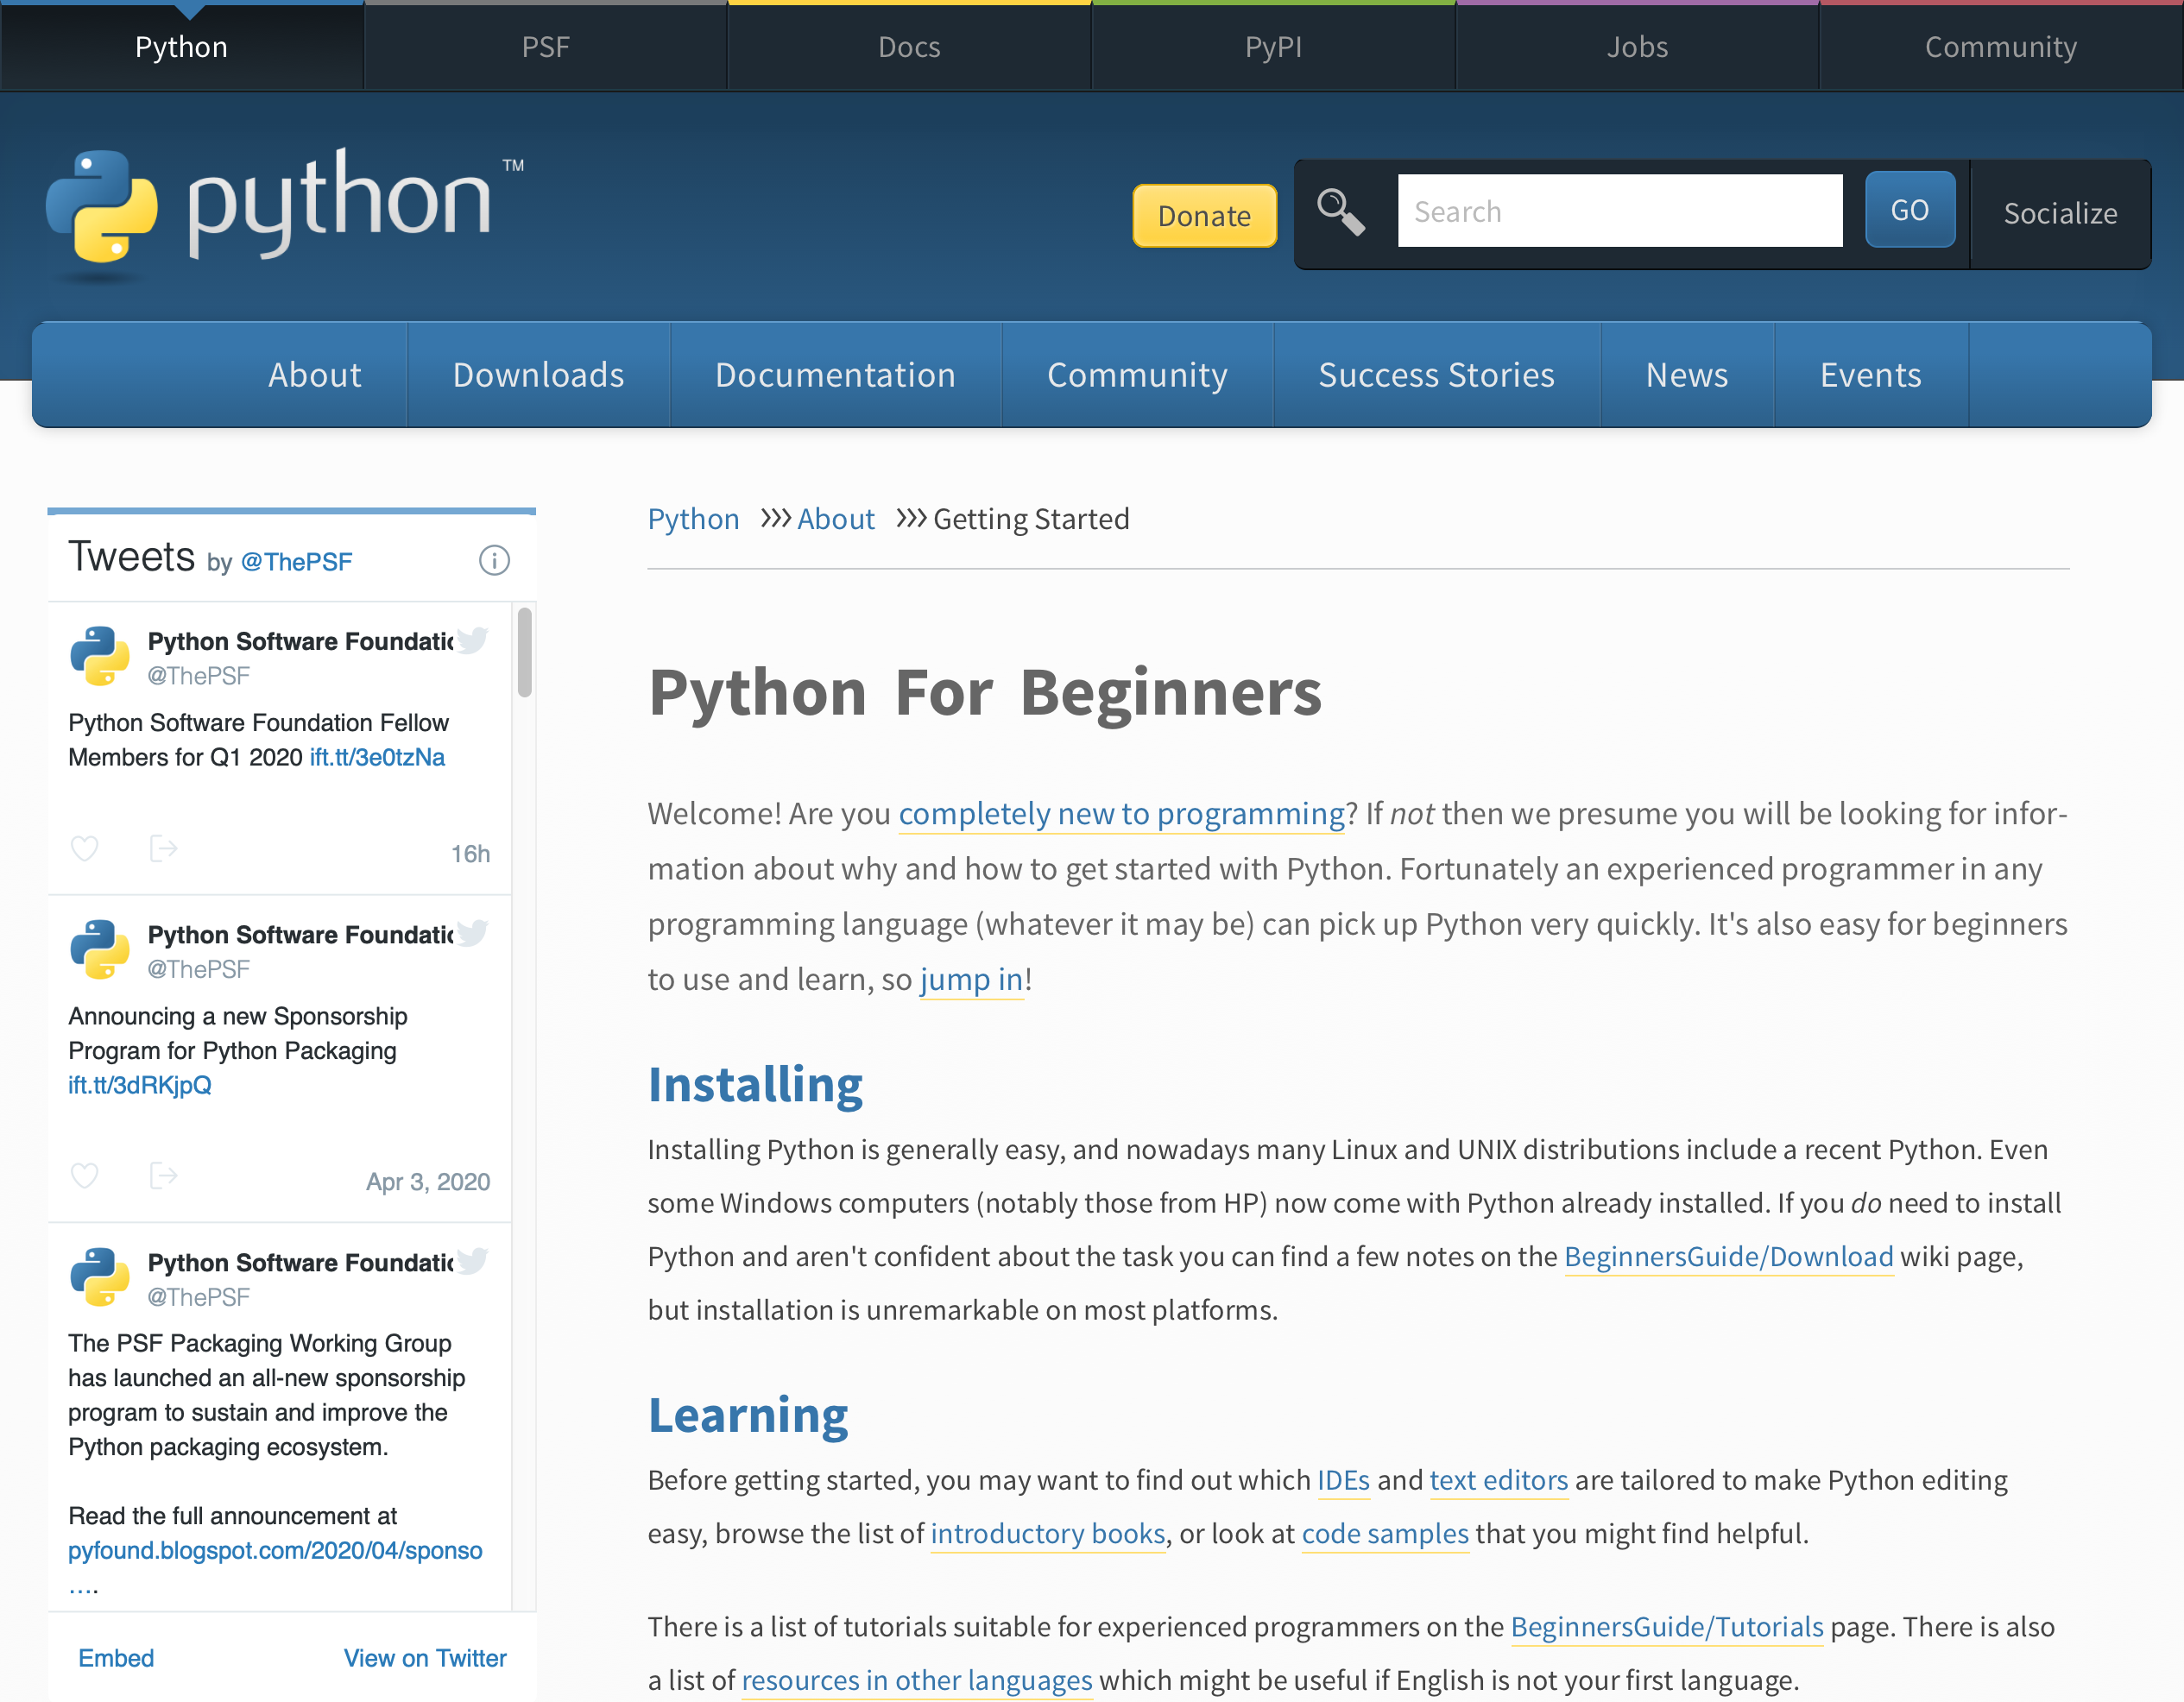 Python
PSF
Docs
PyPI
Jobs
Community
python TM
Donate
Search
GO
Socialize
About
Downloads
Documentation
Community
Success Stories
News
Events
Tweets by @ThePSF
Python Software Foundatic
@ThePSF
Python Software Foundation Fellow
Members for Q1 2020 ift.tt/3e0tzNa
16h
Python Software Foundatic
@ThePSF
Announcing a new Sponsorship
Program for Python Packaging
ift.tt/3dRKjpQ
Apr 3, 2020
Python Software Foundatic
@ThePSF
The PSF Packaging Working Group
has launched an all-new sponsorship
program to sustain and improve the
Python packaging ecosystem.
Read the full announcement at
pyfound.blogspot.com/2020/04/sponso
….
Embed
View on Twitter
Python >>> About >>> Getting Started
Python For Beginners
Welcome! Are you completely new to programming? If not then we presume you will be looking for infor-
mation about why and how to get started with Python. Fortunately an experienced programmer in any
programming language (whatever it may be) can pick up Python very quickly. It's also easy for beginners
to use and learn, so jump in!
Installing
Installing Python is generally easy, and nowadays many Linux and UNIX distributions include a recent Python. Even
some Windows computers (notably those from HP) now come with Python already installed. If you do need to install
Python and aren't confident about the task you can find a few notes on the BeginnersGuide/Download wiki page,
but installation is unremarkable on most platforms.
Learning
Before getting started, you may want to find out which IDEs and text editors are tailored to make Python editing
easy, browse the list of introductory books, or look at code samples that you might find helpful.
There is a list of tutorials suitable for experienced programmers on the BeginnersGuide/Tutorials page. There is also
a list of resources in other languages which might be useful if English is not your first language.